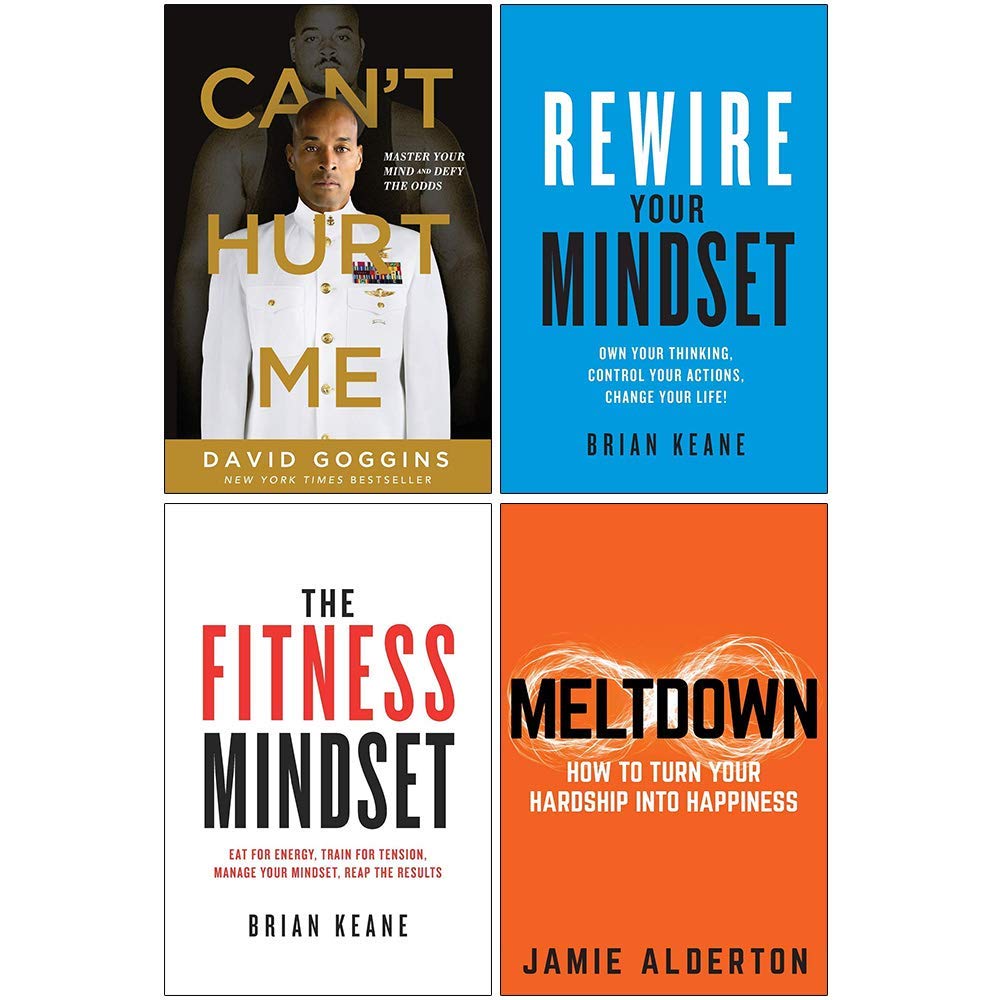 CAN'T
MASTER YOUR
MIND AND DEFY
THE ODDS
HURT
ME
DAVID GOGGINS
NEW YORK TIMES BESTSELLER
REWIRE
YOUR
MINDSET
OWN YOUR THINKING,
CONTROL YOUR ACTIONS,
CHANGE YOUR LIFE!
BRIAN KEANE
THE
FITNESS
MINDSET
EAT FOR ENERGY, TRAIN FOR TENSION,
MANAGE YOUR MINDSET, REAP THE RESULTS
BRIAN KEANE
MELTDOWN
HOW TO TURN YOUR
HARDSHIP INTO HAPPINESS
JAMIE ALDERTON